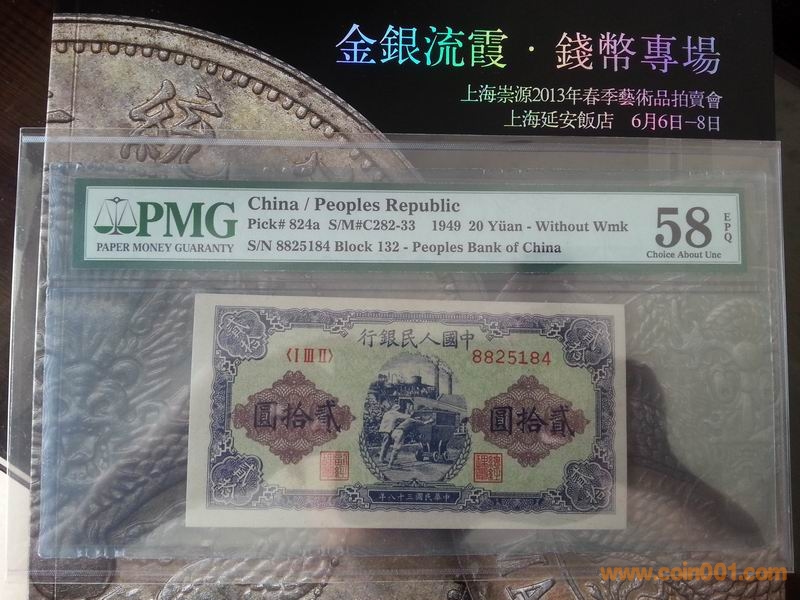 金銀流霞 · 錢幣專場
上海崇源2013年春季藝術品拍賣會
上海延安飯店 6月6日–8日
統
PMG
PAPER MONEY GUARANTY
China / Peoples Republic
Pick# 824a S/M#C282-33 1949 20 Yüan - Without Wmk
S/N 8825184 Block 132 - Peoples Bank of China
58 EPQ
Choice About Unc
行銀民人國中
〈I III II〉 8825184
圓拾貳 圓拾貳
年八十三國民華中
www.coin001.com